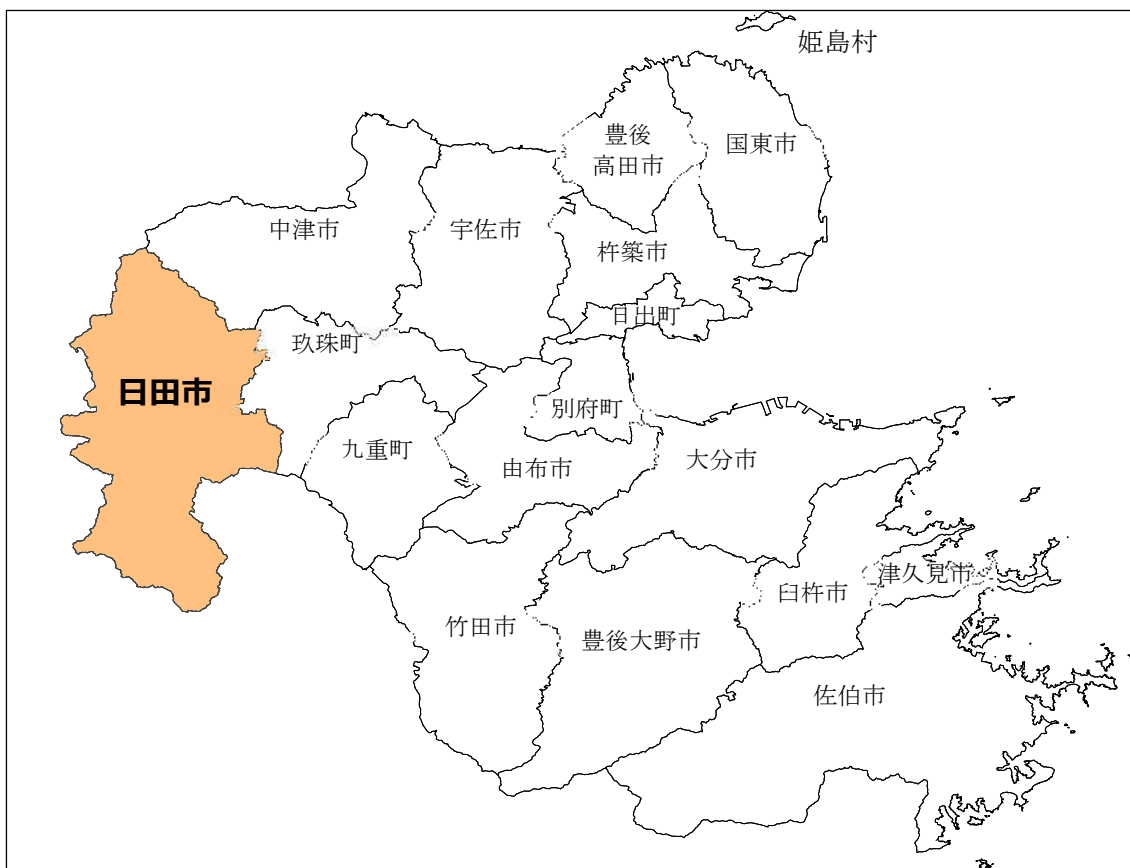 姫島村
豊後
高田市
国東市
中津市
宇佐市
杵築市
日出町
玖珠町
日田市
別府町
九重町
由布市
大分市
津久見市
臼杵市
竹田市
豊後大野市
佐伯市